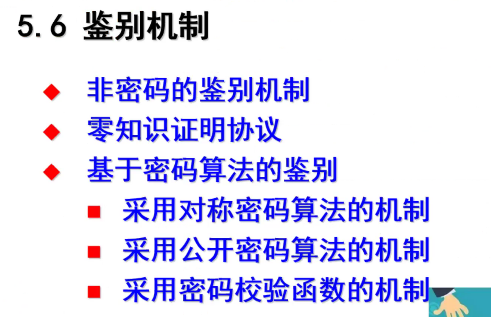 5.6 鉴别机制
非密码的鉴别机制
零知识证明协议
基于密码算法的鉴别
采用对称密码算法的机制
采用公开密码算法的机制
采用密码校验函数的机制